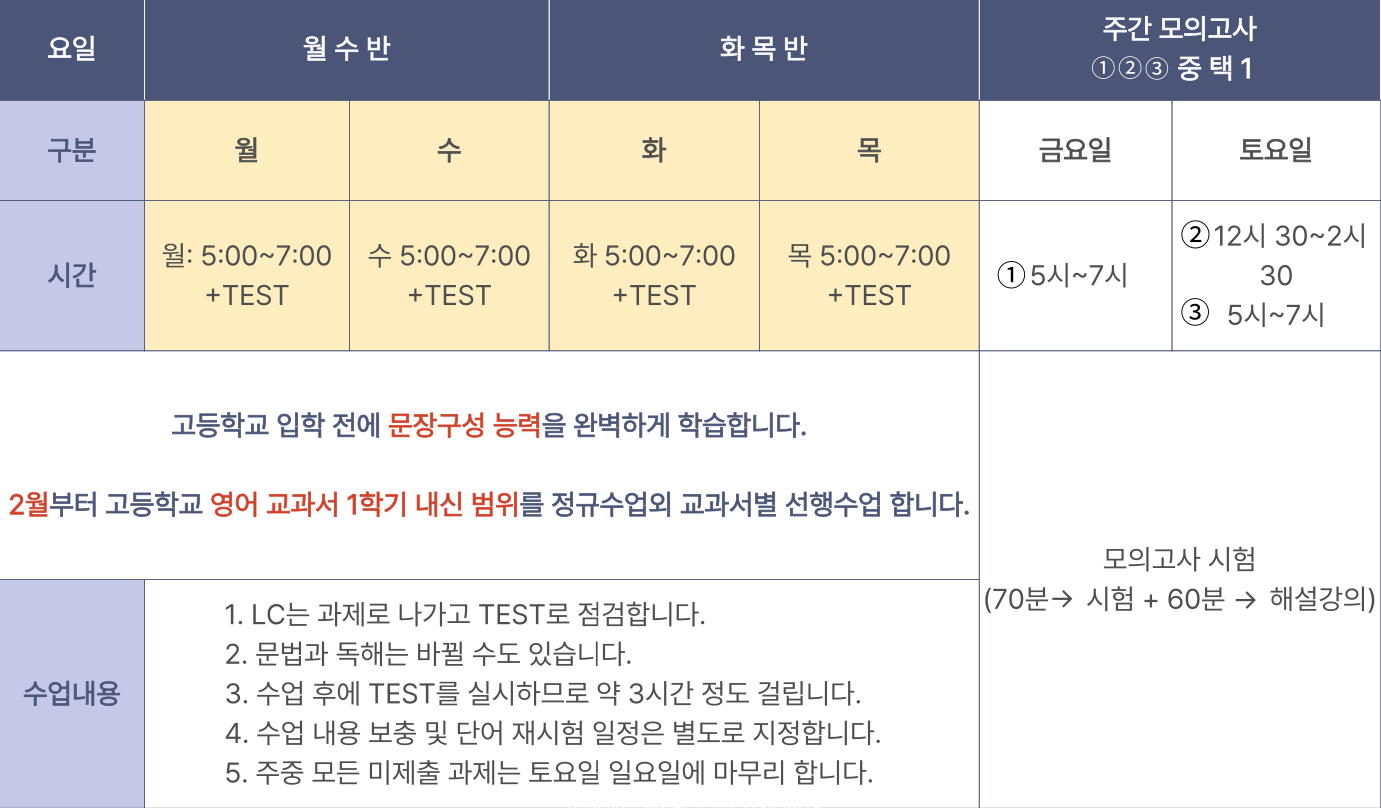 요일
월 수 반
화 목 반
주간 모의고사
①②③ 중 택 1
구분
월
수
화
목
금요일
토요일
시간
월: 5:00~7:00
+TEST
수 5:00~7:00
+TEST
화 5:00~7:00
+TEST
목 5:00~7:00
+TEST
① 5시~7시
② 12시 30~2시
30
③ 5시~7시
고등학교 입학 전에 문장구성 능력을 완벽하게 학습합니다.
2월부터 고등학교 영어 교과서 1학기 내신 범위를 정규수업외 교과서별 선행수업 합니다.
모의고사 시험
(70분→ 시험 + 60분 → 해설강의)
수업내용
1. LC는 과제로 나가고 TEST로 점검합니다.
2. 문법과 독해는 바뀔 수도 있습니다.
3. 수업 후에 TEST를 실시하므로 약 3시간 정도 걸립니다.
4. 수업 내용 보충 및 단어 재시험 일정은 별도로 지정합니다.
5. 주중 모든 미제출 과제는 토요일 일요일에 마무리 합니다.